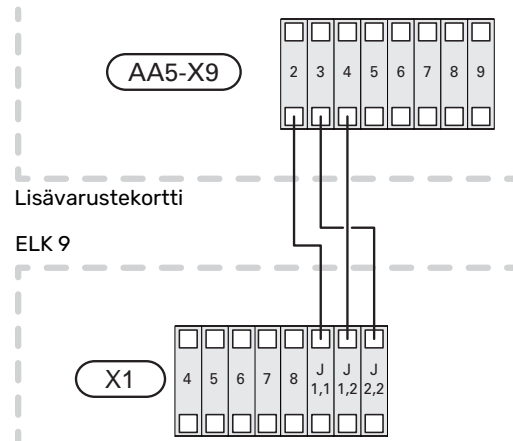 AA5-X9
2 3 4 5 6 7 8 9
Lisävarustekortti
ELK 9
X1
4 5 6 7 8 J 1,1 J 1,2 J 2,2